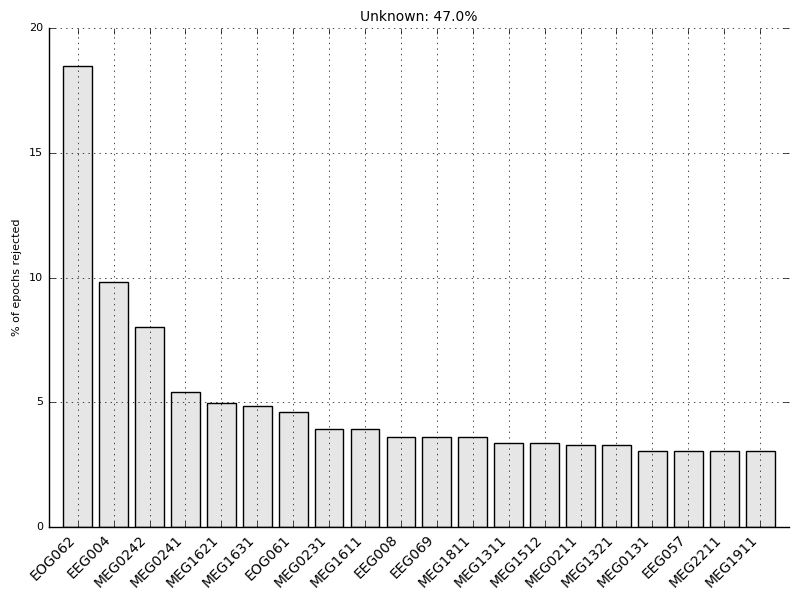 Unknown: 47.0%
20
15
10
5
0
% of epochs rejected
EOG062
EEG004
MEG0242
MEG0241
MEG1621
MEG1631
EOG061
MEG0231
MEG1611
EEG008
EEG069
MEG1811
MEG1311
MEG1512
MEG0211
MEG1321
MEG0131
EEG057
MEG2211
MEG1911